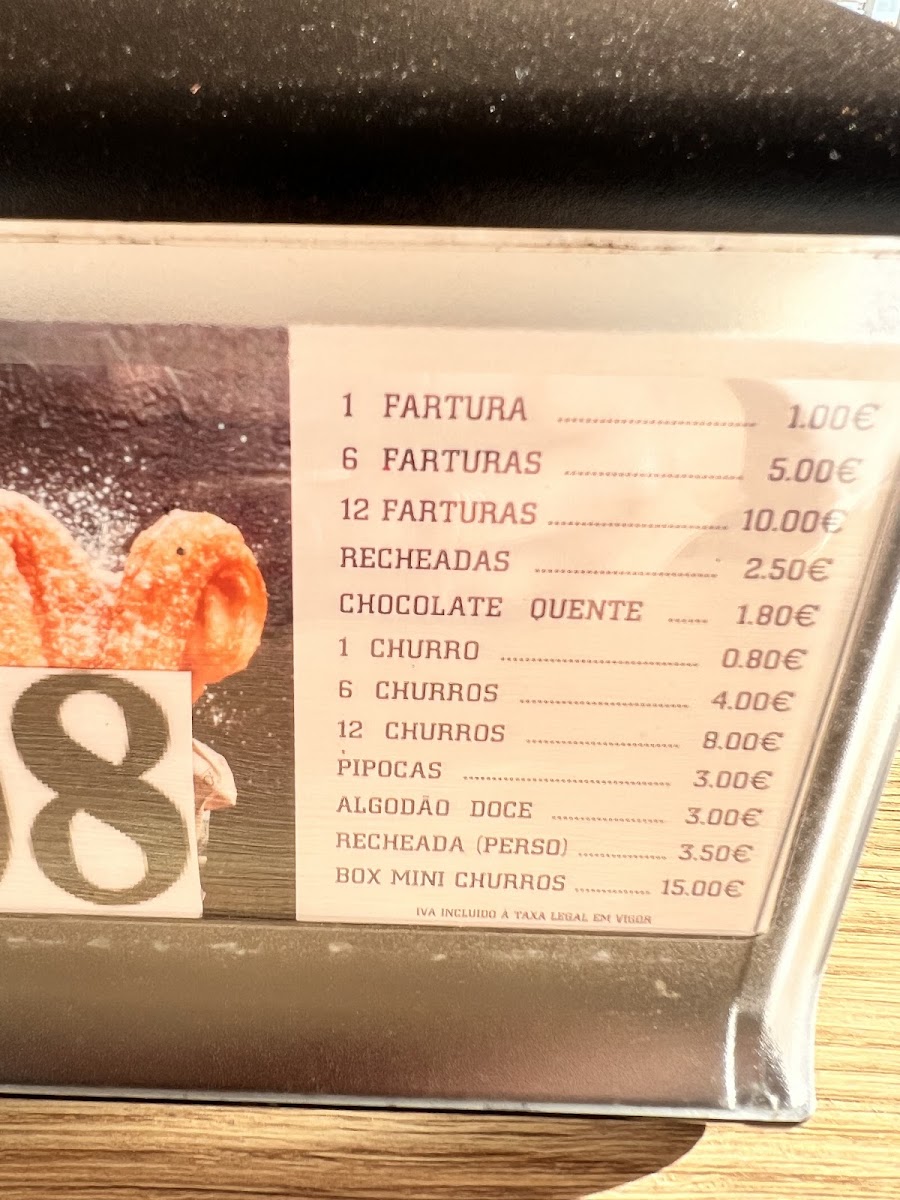 1 FARTURA ........ 1.00€
6 FARTURAS ........ 5.00€
12 FARTURAS ........ 10.00€
RECHEADAS ........ 2.50€
CHOCOLATE QUENTE ........ 1.80€
1 CHURRO ........ 0.80€
6 CHURROS ........ 4.00€
12 CHURROS ........ 8.00€
PIPOCAS ........ 3.00€
ALGODÃO DOCE ........ 3.00€
RECHEADA (PERSO) ........ 3.50€
BOX MINI CHURROS ........ 15.00€
IVA INCLUIDO À TAXA LEGAL EM VIGOR
8